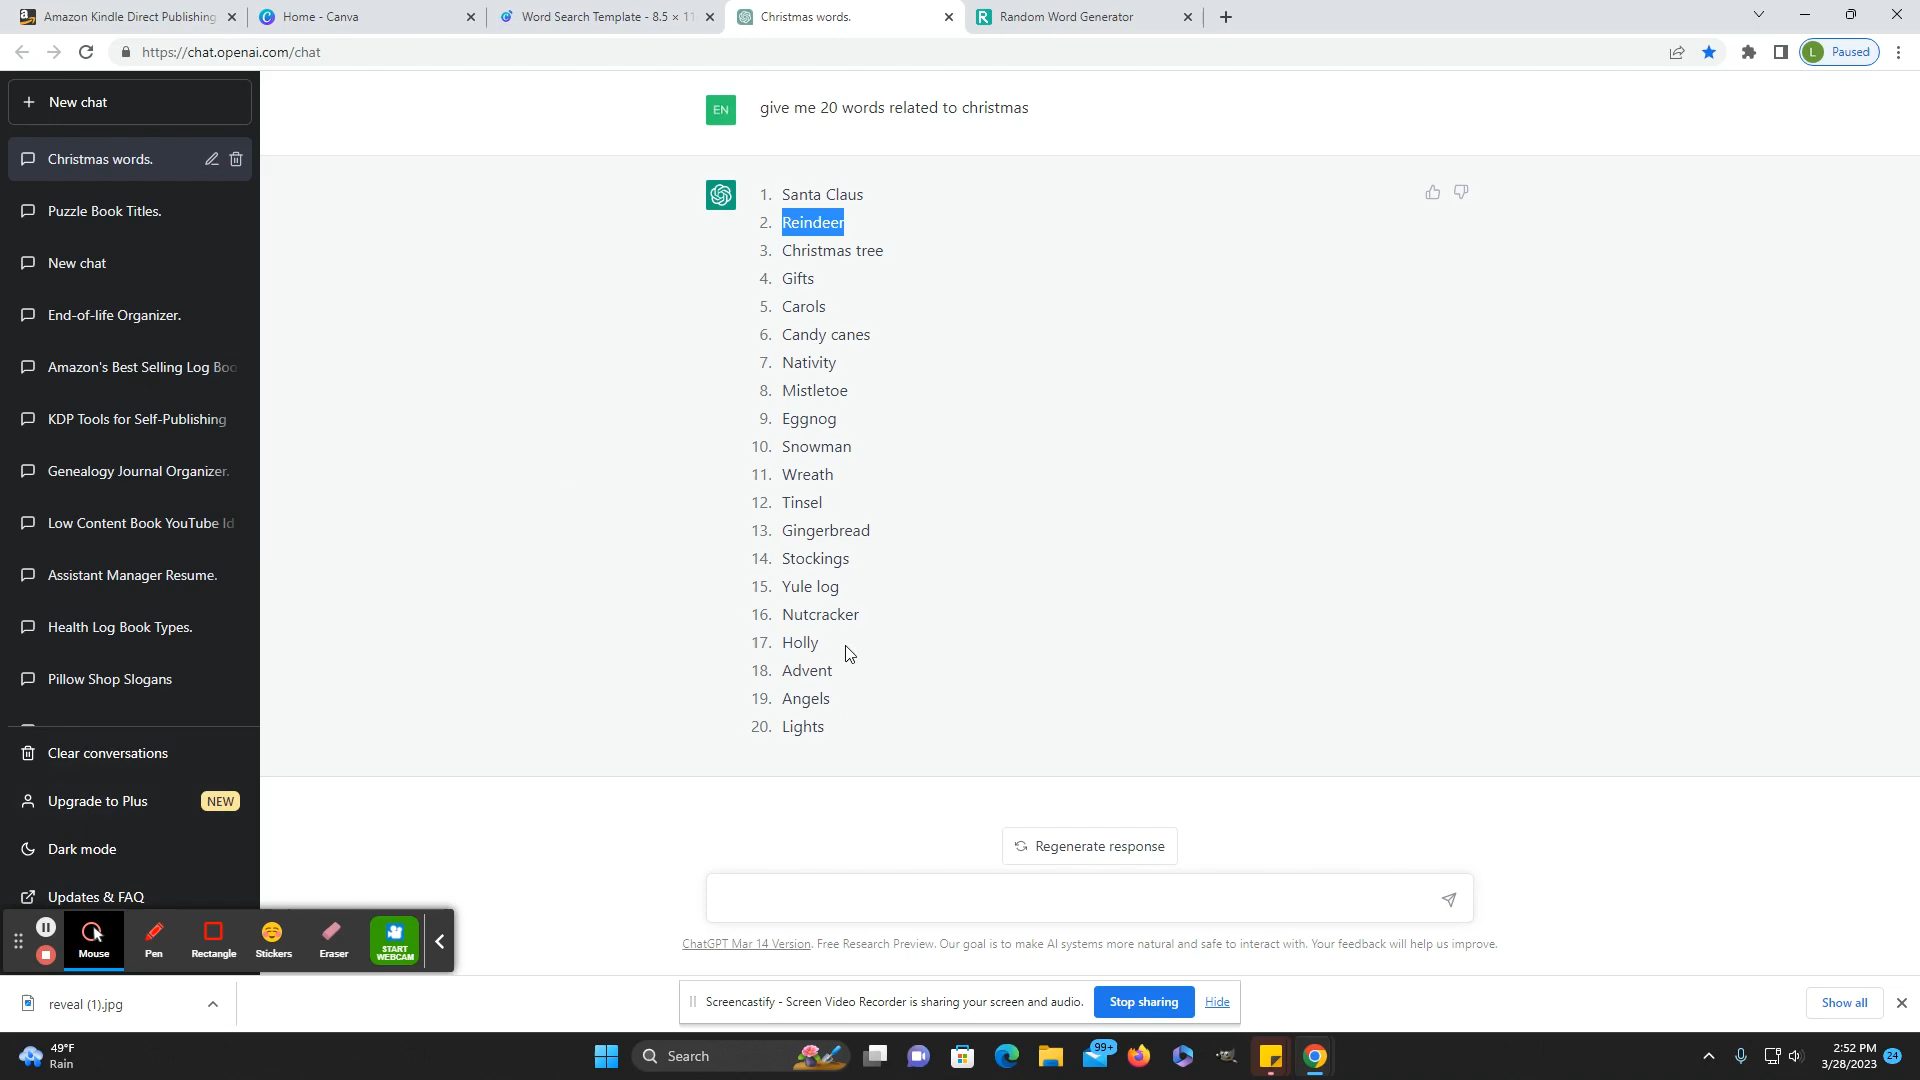 Amazon Kindle Direct Publishing
Home - Canva
Word Search Template - 8.5 × 11
Christmas words.
Random Word Generator
https://chat.openai.com/chat
L Paused
New chat
Christmas words.
Puzzle Book Titles.
New chat
End-of-life Organizer.
Amazon's Best Selling Log Boo
KDP Tools for Self-Publishing
Genealogy Journal Organizer.
Low Content Book YouTube Id
Assistant Manager Resume.
Health Log Book Types.
Pillow Shop Slogans
Clear conversations
Upgrade to Plus NEW
Dark mode
Updates & FAQ
EN give me 20 words related to christmas
1. Santa Claus
2. Reindeer
3. Christmas tree
4. Gifts
5. Carols
6. Candy canes
7. Nativity
8. Mistletoe
9. Eggnog
10. Snowman
11. Wreath
12. Tinsel
13. Gingerbread
14. Stockings
15. Yule log
16. Nutcracker
17. Holly
18. Advent
19. Angels
20. Lights
Regenerate response
ChatGPT Mar 14 Version. Free Research Preview. Our goal is to make AI systems more natural and safe to interact with. Your feedback will help us improve.
Mouse
Pen
Rectangle
Stickers
Eraser
START
WEBCAM
reveal (1).jpg
Screencastify - Screen Video Recorder is sharing your screen and audio.
Stop sharing
Hide
Show all
49°F
Rain
Search
99+
2:52 PM
3/28/2023
24